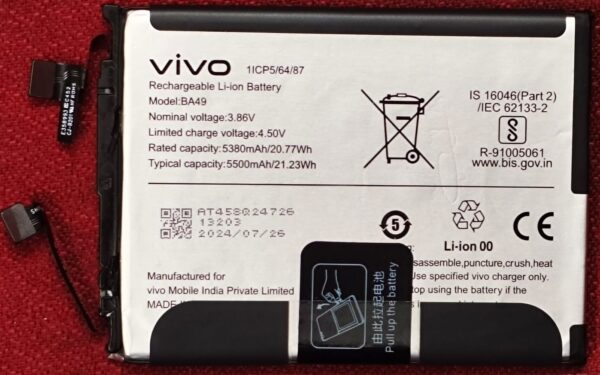 vivo 1ICP5/64/87
Rechargeable Li-ion Battery
Model:BA49
Nominal voltage:3.86V
Limited charge voltage:4.50V
Rated capacity:5380mAh/20.77Wh
Typical capacity:5500mAh/21.23Wh
IS 16046(Part 2)
/IEC 62133-2
R-91005061
www.bis.gov.in
AT458Q24726
13203
2024/07/26
5
Li-ion 00
CE
Manufactured for
vivo Mobile India Private Limited
MADE
由此拉起电池
Pull up the battery
sassemble,puncture,crush,heat
Use specified vivo charger only.
top using the battery if the